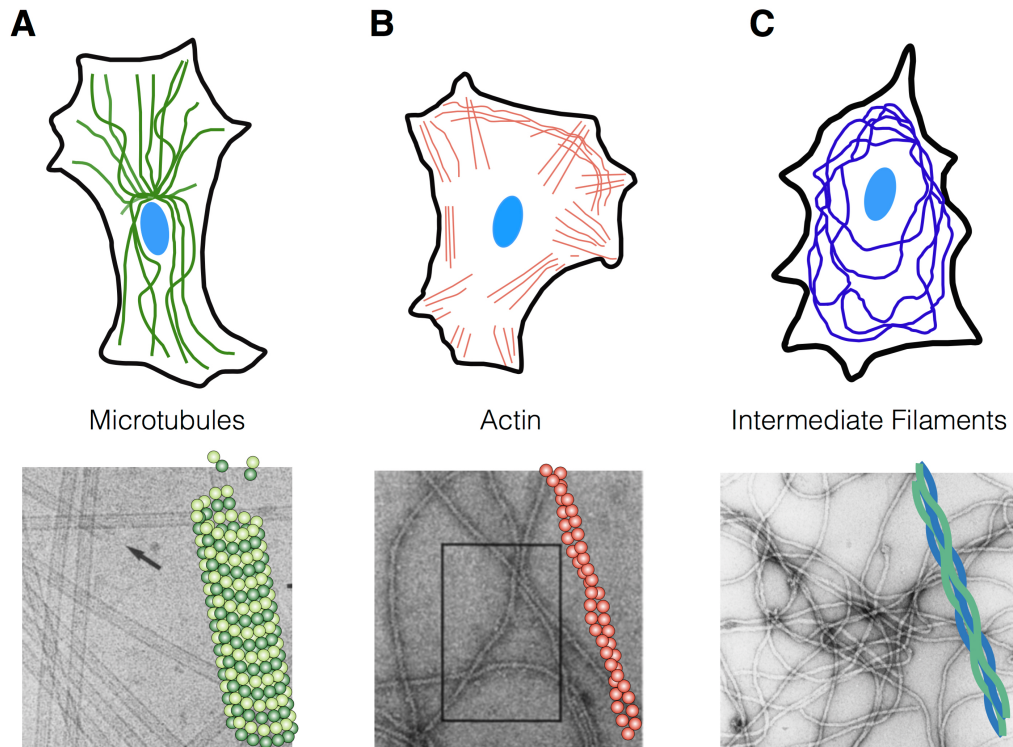 A
B
C
Microtubules
Actin
Intermediate Filaments